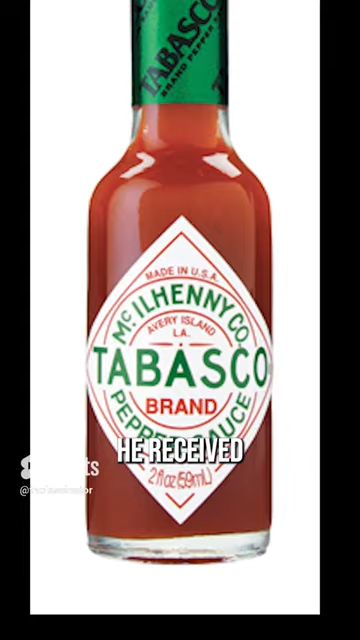 TABASCO
BRAND PEPPER
MADE IN U.S.A.
McILHENNY CO.
AVERY ISLAND
LA.
TABASCO
BRAND
PEPPER SAUCE
HE RECEIVED
2 fl oz (59mL)